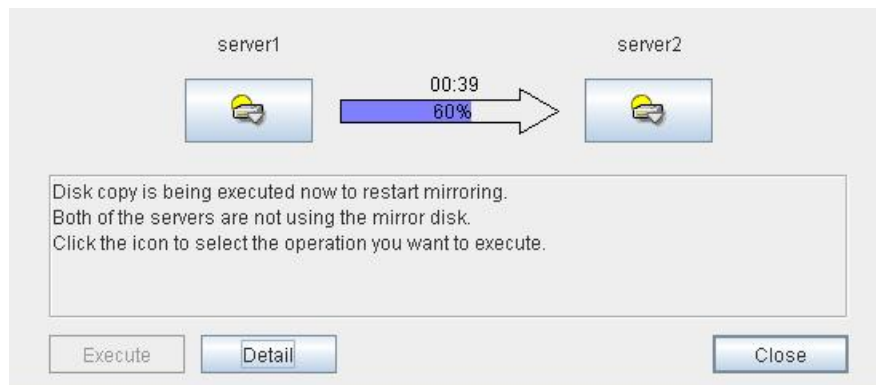 server1
server2
00:39
60%
Disk copy is being executed now to restart mirroring.
Both of the servers are not using the mirror disk.
Click the icon to select the operation you want to execute.
Execute
Detail
Close